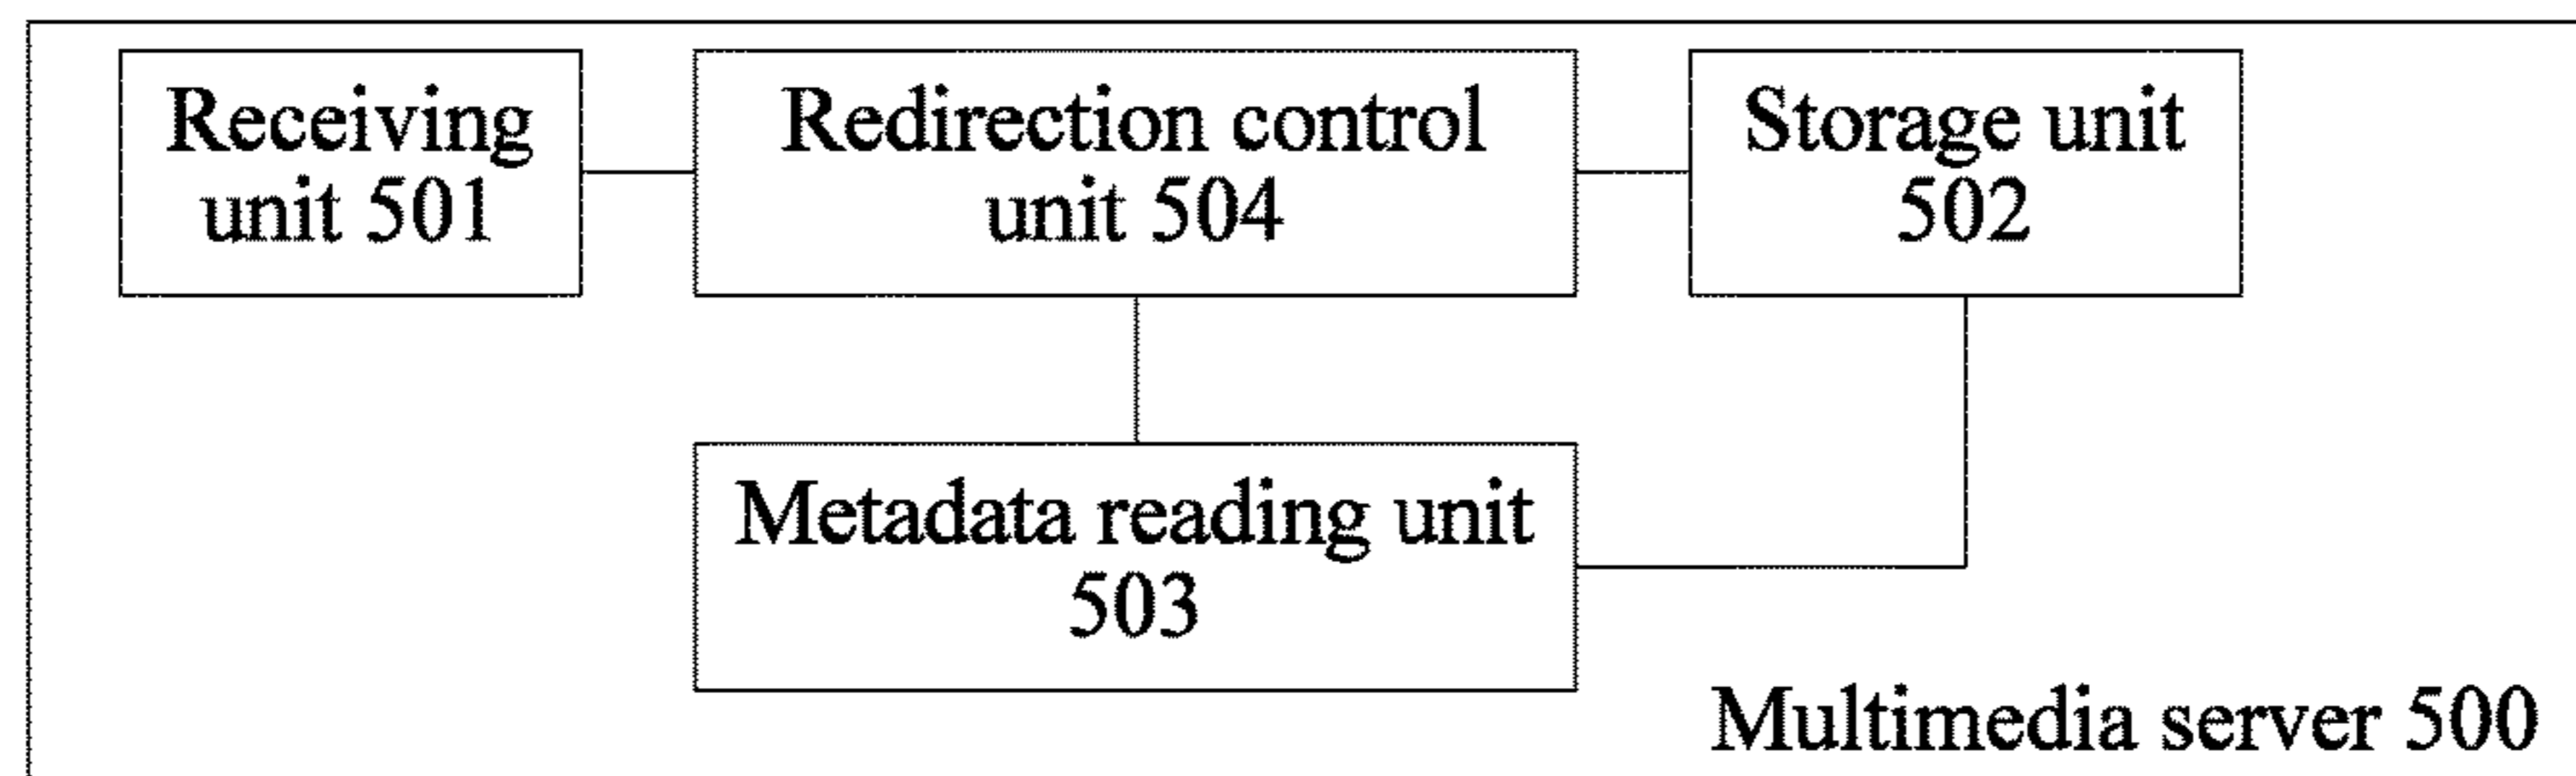 Receiving
unit 501
Redirection control
unit 504
Storage unit
502
Metadata reading unit
503
Multimedia server 500